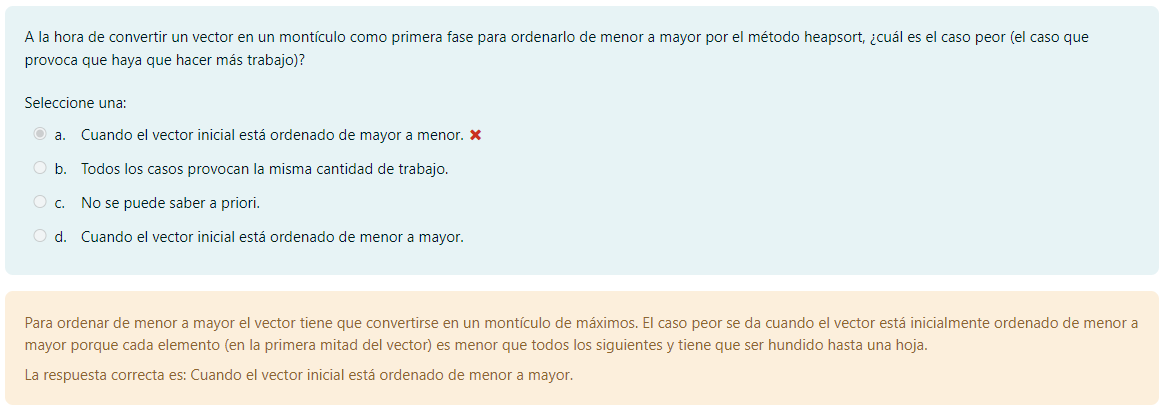 A la hora de convertir un vector en un montículo como primera fase para ordenarlo de menor a mayor por el método heapsort, ¿cuál es el caso peor (el caso que
provoca que haya que hacer más trabajo)?
Seleccione una:
a. Cuando el vector inicial está ordenado de mayor a menor. ✖
b. Todos los casos provocan la misma cantidad de trabajo.
c. No se puede saber a priori.
d. Cuando el vector inicial está ordenado de menor a mayor.
Para ordenar de menor a mayor el vector tiene que convertirse en un montículo de máximos. El caso peor se da cuando el vector está inicialmente ordenado de menor a
mayor porque cada elemento (en la primera mitad del vector) es menor que todos los siguientes y tiene que ser hundido hasta una hoja.
La respuesta correcta es: Cuando el vector inicial está ordenado de menor a mayor.